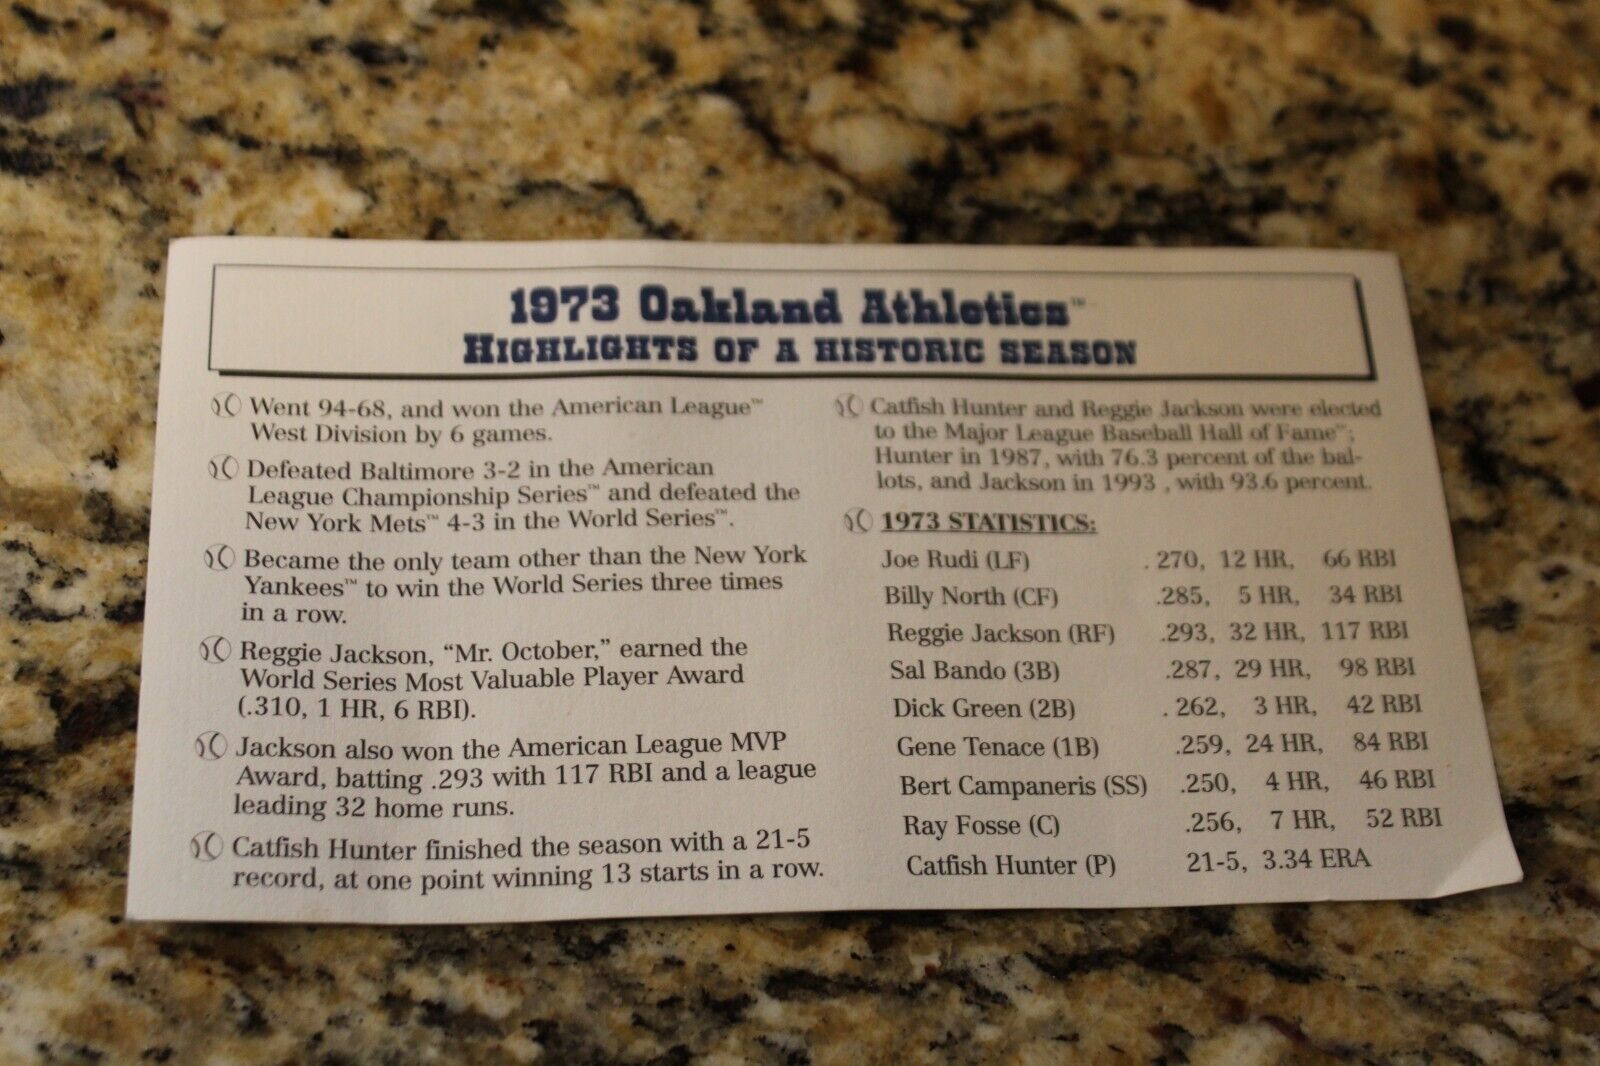 1973 Oakland Athletics™
HIGHLIGHTS OF A HISTORIC SEASON
Went 94-68, and won the American League™
West Division by 6 games.
Defeated Baltimore 3-2 in the American
League Championship Series™ and defeated the
New York Mets™ 4-3 in the World Series™.
Became the only team other than the New York
Yankees™ to win the World Series three times
in a row.
Reggie Jackson, “Mr. October,” earned the
World Series Most Valuable Player Award
(.310, 1 HR, 6 RBI).
Jackson also won the American League MVP
Award, batting .293 with 117 RBI and a league
leading 32 home runs.
Catfish Hunter finished the season with a 21-5
record, at one point winning 13 starts in a row.
Catfish Hunter and Reggie Jackson were elected
to the Major League Baseball Hall of Fame™;
Hunter in 1987, with 76.3 percent of the bal-
lots, and Jackson in 1993 , with 93.6 percent.
1973 STATISTICS:
Joe Rudi (LF) .270, 12 HR, 66 RBI
Billy North (CF) .285, 5 HR, 34 RBI
Reggie Jackson (RF) .293, 32 HR, 117 RBI
Sal Bando (3B) .287, 29 HR, 98 RBI
Dick Green (2B) .262, 3 HR, 42 RBI
Gene Tenace (1B) .259, 24 HR, 84 RBI
Bert Campaneris (SS) .250, 4 HR, 46 RBI
Ray Fosse (C) .256, 7 HR, 52 RBI
Catfish Hunter (P) 21-5, 3.34 ERA